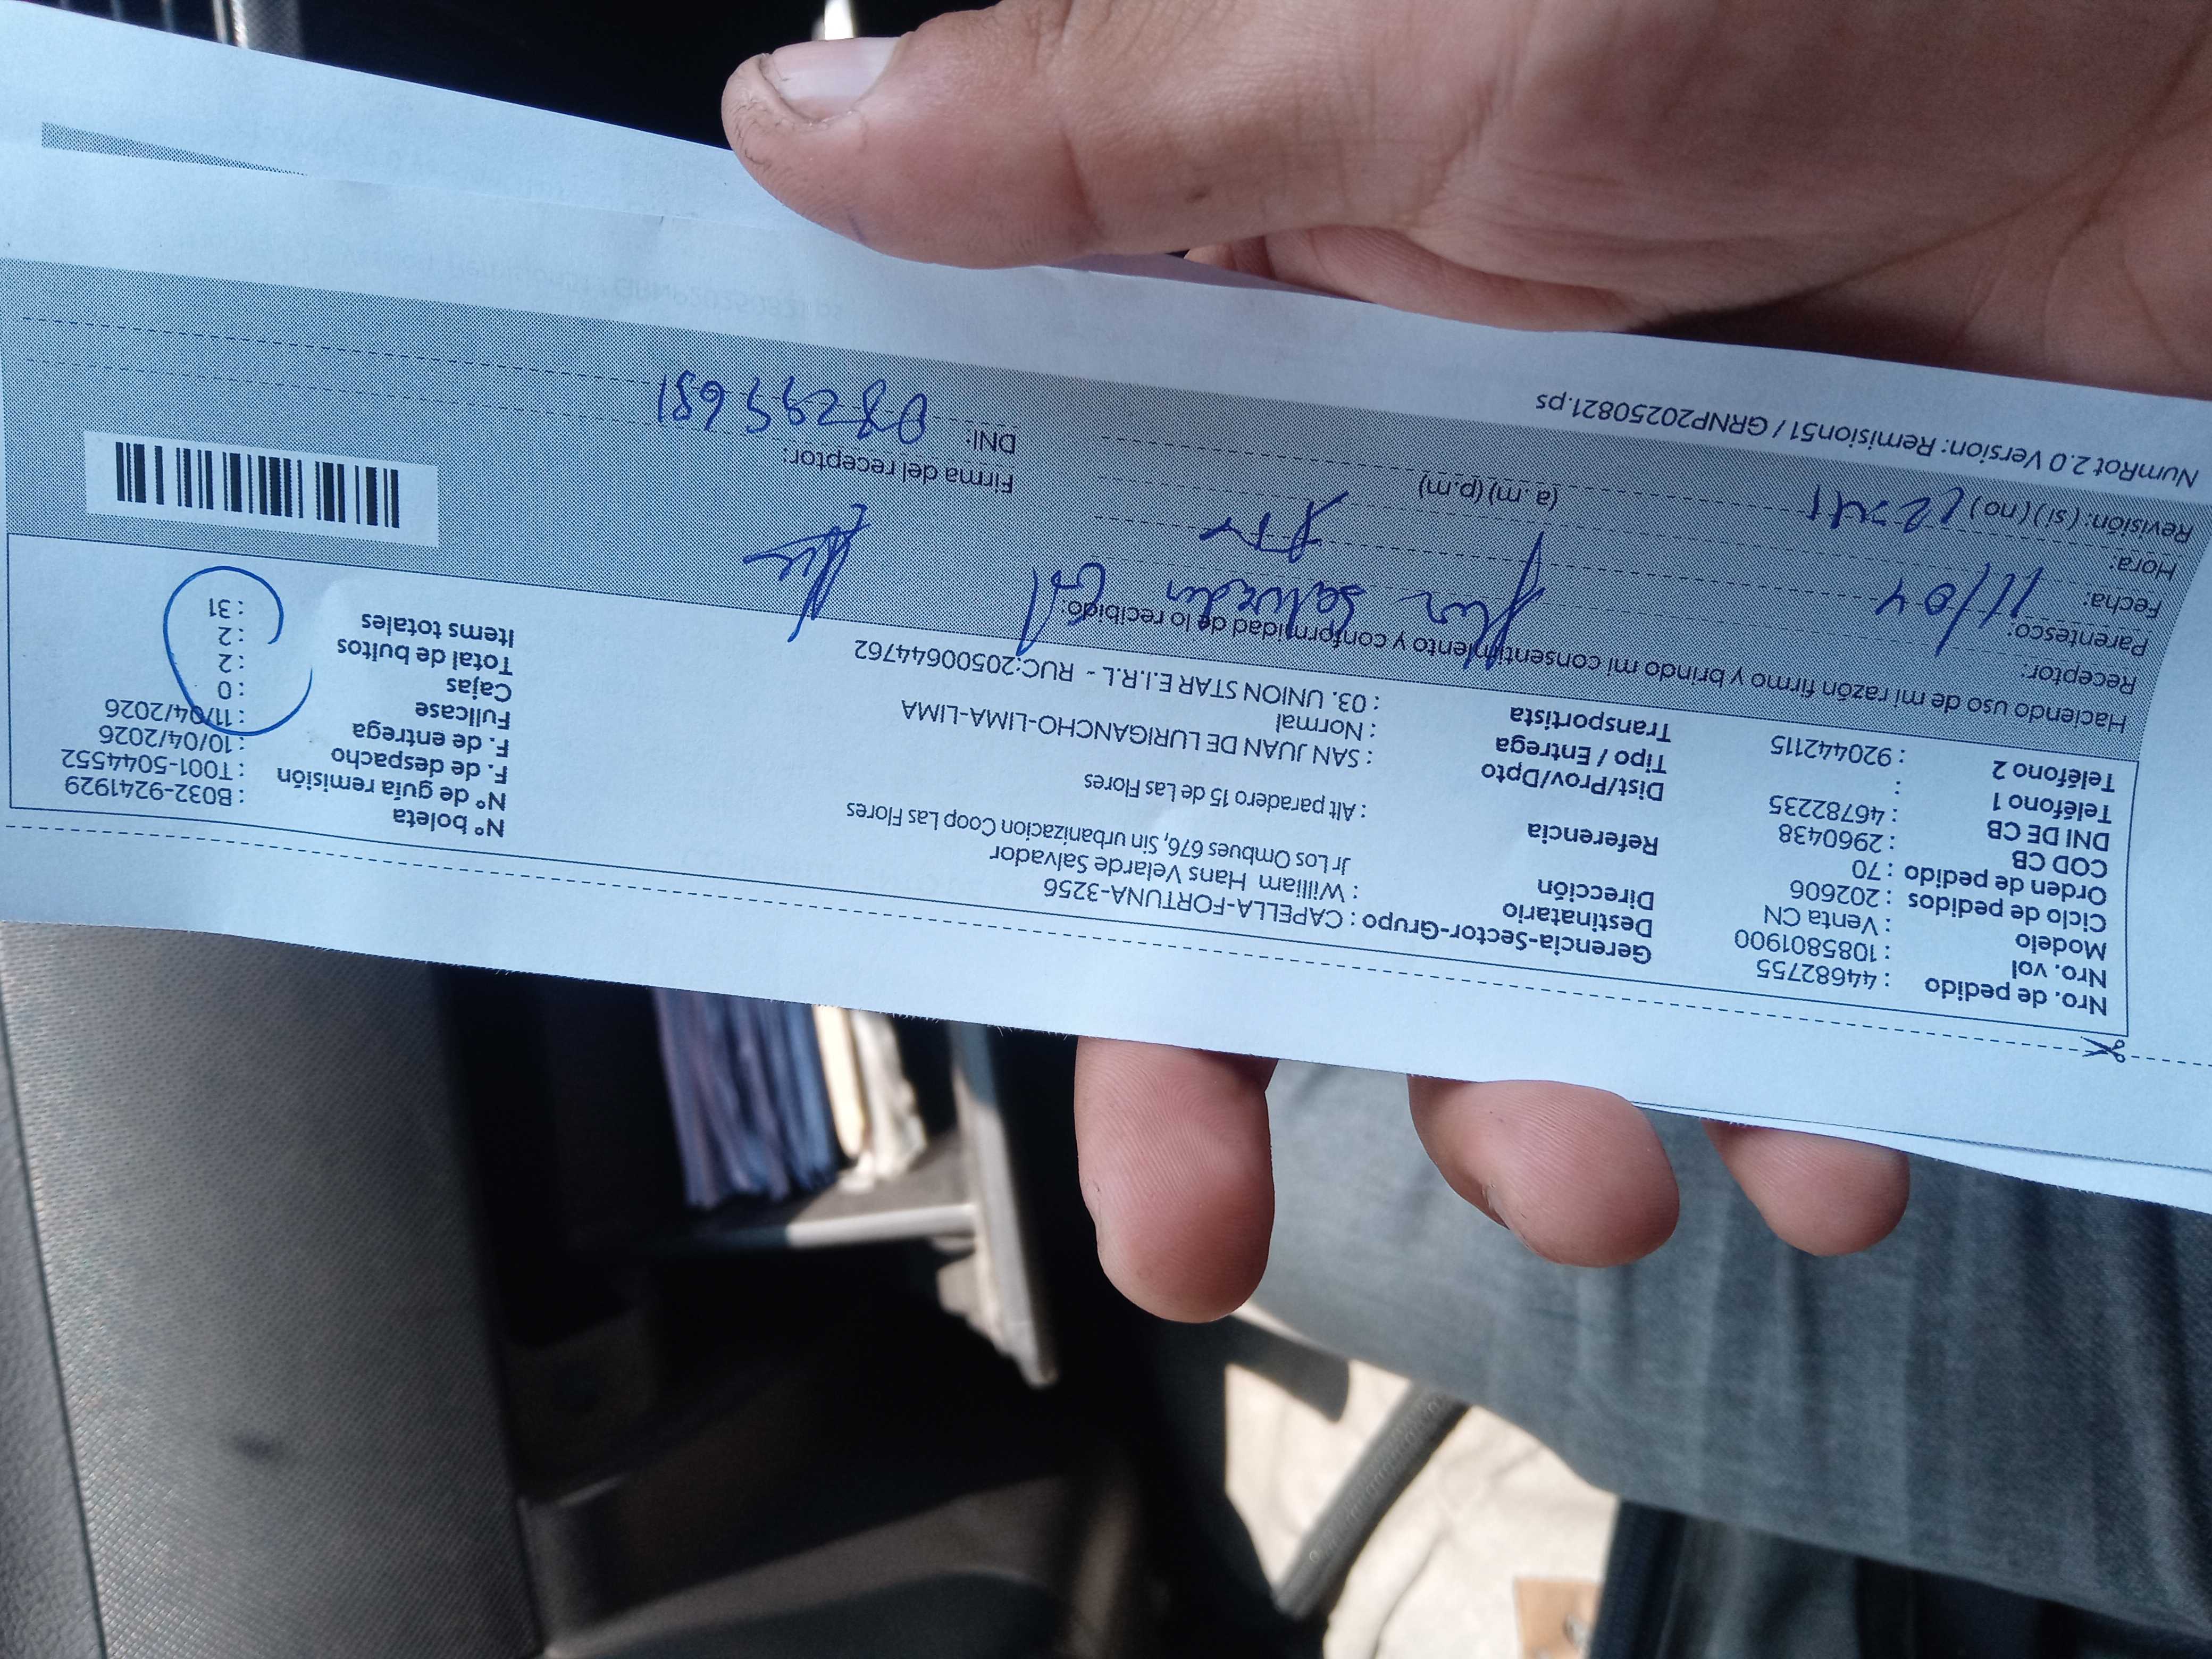 Nro. de pedido : 44682755
Nro. vol : 1085801900
Modelo : Venta CN
Ciclo de pedidos : 202606
Orden de pedido : 70
COD CB : 2960438
DNI DE CB : 46782235
Teléfono 1 :
Teléfono 2 : 920442115
Gerencia-Sector-Grupo : CAPELLA-FORTUNA-3256
Destinatario : William Hans Velarde Salvador
Dirección Jr Los Ombues 676, Sin urbanizacion Coop Las Flores
Referencia : Alt paradero 15 de Las Flores
Dist/Prov/Dpto : SAN JUAN DE LURIGANCHO-LIMA-LIMA
Tipo / Entrega : Normal
Transportista : 03. UNION STAR E.I.R.L - RUC:20500644762
N° boleta : B032-9241929
N° de guía remisión : T001-5044552
F. de despacho : 10/04/2026
F. de entrega : 11/04/2026
Fullcase : 0
Cajas : 2
Total de bultos : 2
Items totales : 31
Haciendo uso de mi razón firmo y brindo mi consentimiento y conformidad de lo recibido:
Receptor: Salvador
Parentesco:
Fecha: 11/04
Hora: (a. m) (p.m)
Revisión: (si) (no)
Firma del receptor:
DNI:
NumRot 2.0 Version: Remision51 / GRNP20250821.ps